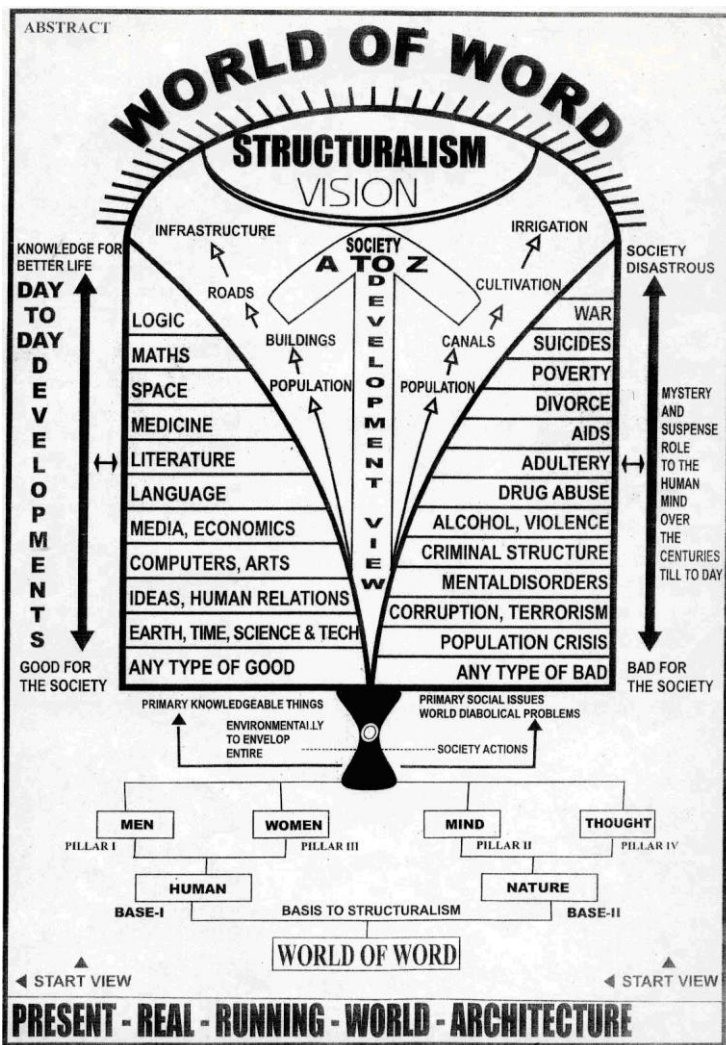 ABSTRACT
WORLD OF WORD
STRUCTURALISM
VISION
INFRASTRUCTURE
ROADS
BUILDINGS
POPULATION
SOCIETY
A TO Z
DEVELOPMENT VIEW
IRRIGATION
CULTIVATION
CANALS
POPULATION
KNOWLEDGE FOR
BETTER LIFE
DAY
TO
DAY
DEVELOPMENTS
GOOD FOR
THE SOCIETY
LOGIC
MATHS
SPACE
MEDICINE
LITERATURE
LANGUAGE
MEDIA, ECONOMICS
COMPUTERS, ARTS
IDEAS, HUMAN RELATIONS
EARTH, TIME, SCIENCE & TECH
ANY TYPE OF GOOD
WAR
SUICIDES
POVERTY
DIVORCE
AIDS
ADULTERY
DRUG ABUSE
ALCOHOL, VIOLENCE
CRIMINAL STRUCTURE
MENTALDISORDERS
CORRUPTION, TERRORISM
POPULATION CRISIS
ANY TYPE OF BAD
SOCIETY
DISASTROUS
MYSTERY
AND
SUSPENSE
ROLE
TO THE
HUMAN
MIND
OVER
THE
CENTURIES
TILL TO DAY
BAD FOR
THE SOCIETY
PRIMARY KNOWLEDGEABLE THINGS
PRIMARY SOCIAL ISSUES
WORLD DIABOLICAL PROBLEMS
ENVIRONMENTALLY
TO ENVELOP
ENTIRE
SOCIETY ACTIONS
MEN
WOMEN
MIND
THOUGHT
PILLAR I
PILLAR III
PILLAR II
PILLAR IV
HUMAN
NATURE
BASE-I
BASIS TO STRUCTURALISM
BASE-II
WORLD OF WORD
START VIEW
START VIEW
PRESENT - REAL - RUNNING - WORLD - ARCHITECTURE